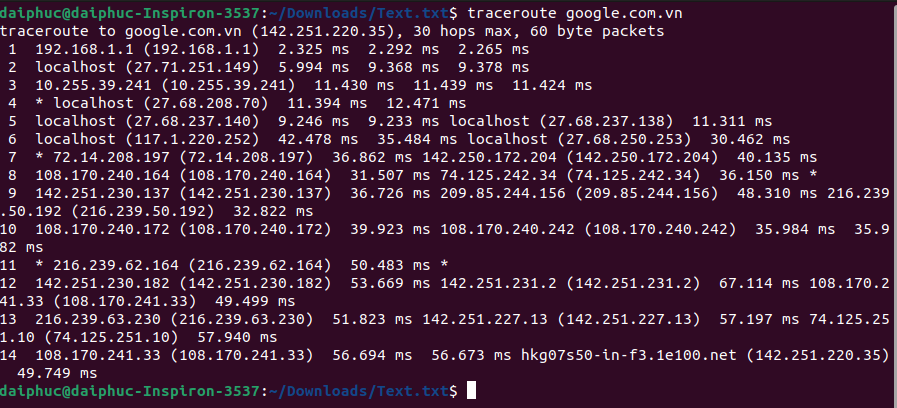 daiphuc@daiphuc-Inspiron-3537:~/Downloads/Text.txt$ traceroute google.com.vn
traceroute to google.com.vn (142.251.220.35), 30 hops max, 60 byte packets
 1  192.168.1.1 (192.168.1.1)  2.325 ms  2.292 ms  2.265 ms
 2  localhost (27.71.251.149)  5.994 ms  9.368 ms  9.378 ms
 3  10.255.39.241 (10.255.39.241)  11.430 ms  11.439 ms  11.424 ms
 4  * localhost (27.68.208.70)  11.394 ms  12.471 ms
 5  localhost (27.68.237.140)  9.246 ms  9.233 ms localhost (27.68.237.138)  11.311 ms
 6  localhost (117.1.220.252)  42.478 ms  35.484 ms localhost (27.68.250.253)  30.462 ms
 7  * 72.14.208.197 (72.14.208.197)  36.862 ms 142.250.172.204 (142.250.172.204)  40.135 ms
 8  108.170.240.164 (108.170.240.164)  31.507 ms 74.125.242.34 (74.125.242.34)  36.150 ms *
 9  142.251.230.137 (142.251.230.137)  36.726 ms 209.85.244.156 (209.85.244.156)  48.310 ms 216.239
.50.192 (216.239.50.192)  32.822 ms
10  108.170.240.172 (108.170.240.172)  39.923 ms 108.170.240.242 (108.170.240.242)  35.984 ms  35.9
82 ms
11  * 216.239.62.164 (216.239.62.164)  50.483 ms *
12  142.251.230.182 (142.251.230.182)  53.669 ms 142.251.231.2 (142.251.231.2)  67.114 ms 108.170.2
41.33 (108.170.241.33)  49.499 ms
13  216.239.63.230 (216.239.63.230)  51.823 ms 142.251.227.13 (142.251.227.13)  57.197 ms 74.125.25
1.10 (74.125.251.10)  57.940 ms
14  108.170.241.33 (108.170.241.33)  56.694 ms  56.673 ms hkg07s50-in-f3.1e100.net (142.251.220.35)
  49.749 ms
daiphuc@daiphuc-Inspiron-3537:~/Downloads/Text.txt$